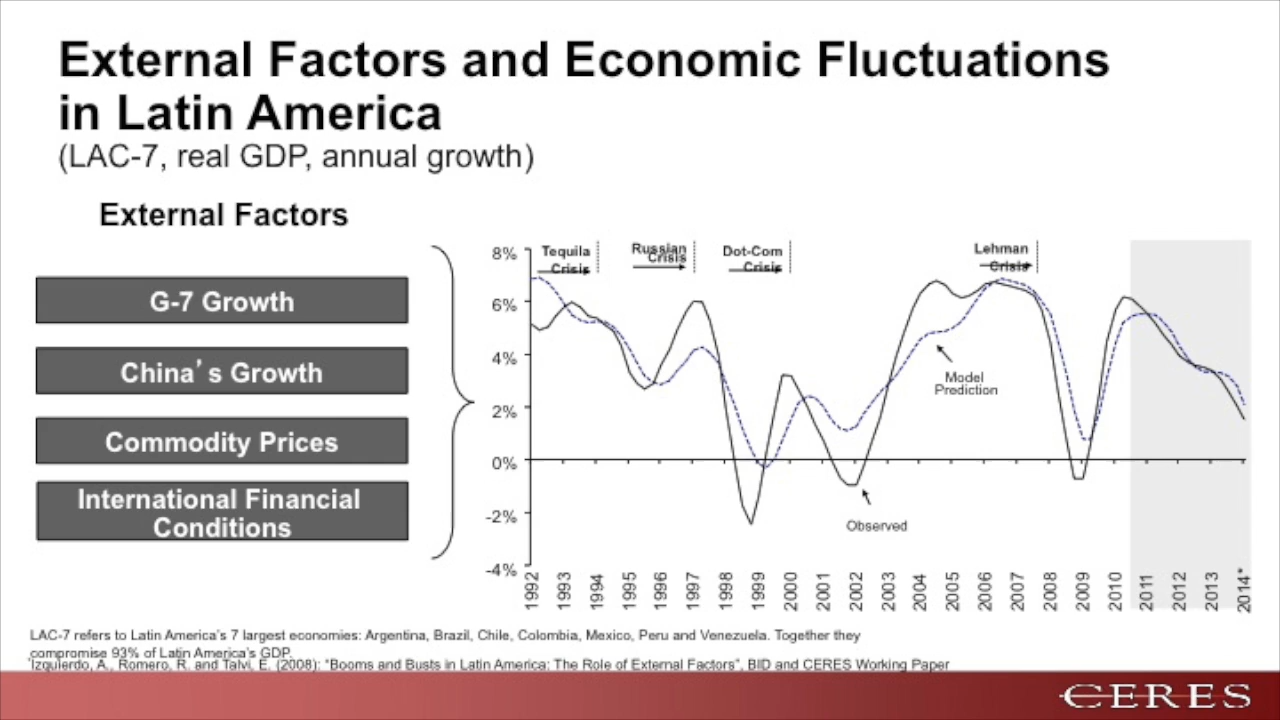 External Factors and Economic Fluctuations
in Latin America
(LAC-7, real GDP, annual growth)
External Factors
G-7 Growth
China’s Growth
Commodity Prices
International Financial
Conditions
Tequila
Crisis
Russian
Crisis
Dot-Com
Crisis
Lehman
Crisis
8%
6%
4%
2%
0%
-2%
-4%
Model
Prediction
Observed
1992
1993
1994
1995
1996
1997
1998
1999
2000
2001
2002
2003
2004
2005
2006
2007
2008
2009
2010
2011
2012
2013
2014*
LAC-7 refers to Latin America's 7 largest economies: Argentina, Brazil, Chile, Colombia, Mexico, Peru and Venezuela. Together they
compromise 93% of Latin America's GDP.
*Izquierdo, A., Romero, R. and Talvi, E. (2008): "Booms and Busts in Latin America: The Role of External Factors", BID and CERES Working Paper
CERES